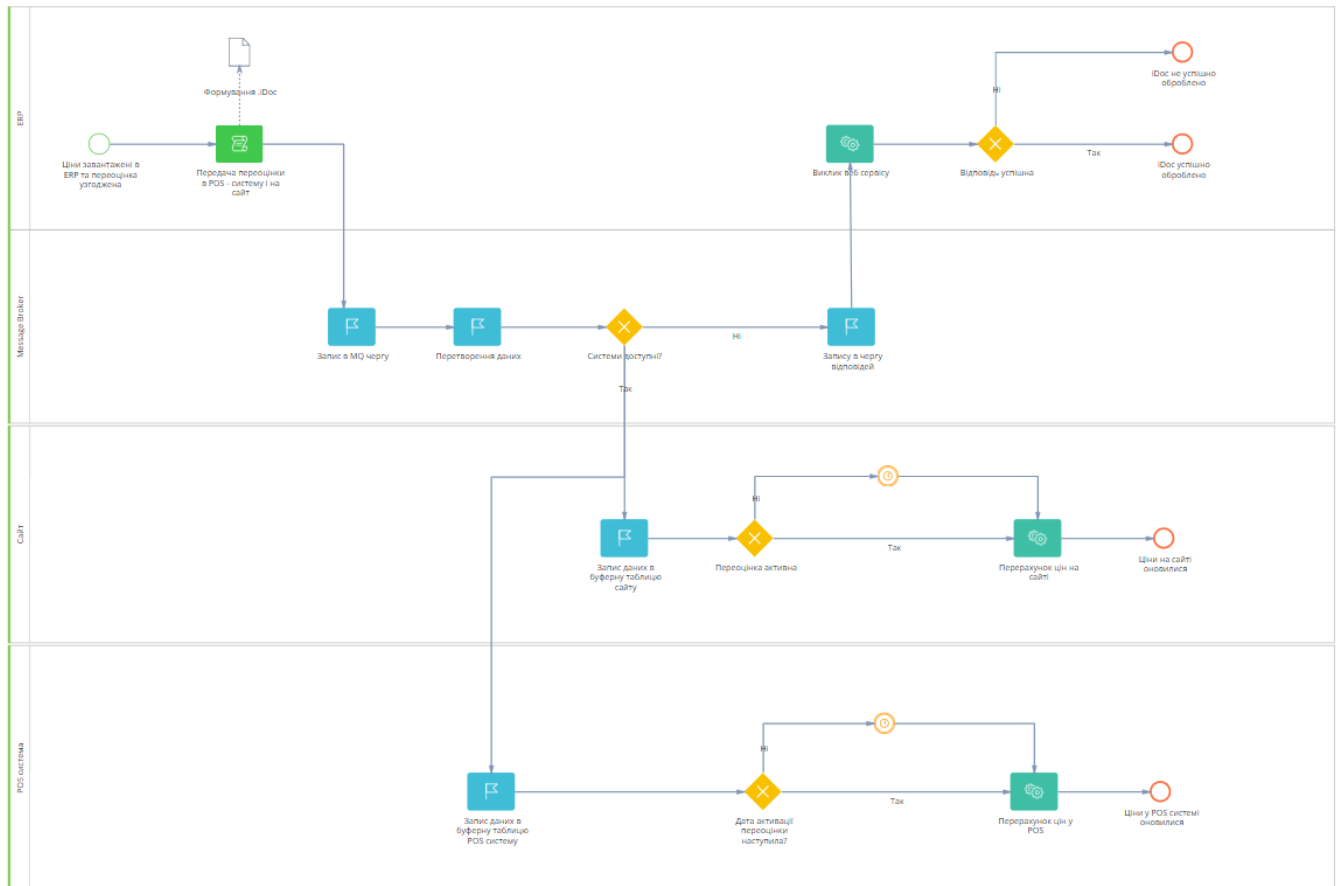 ERP
Формування .IDoc
Ціни завантажені в
ERP та переоцінка
узгоджена
Передача переоцінки
в POS - систему і на
сайт
Виклик веб сервісу
Відповідь успішна
Ні
Так
IDoc не успішно
оброблено
IDoc успішно
оброблено
Message Broker
Запис в MQ чергу
Перетворення даних
Системи доступні?
Ні
Так
Запису в чергу
відповідей
Сайт
Запис даних в
буферну таблицю
сайту
Переоцінка активна
Ні
Так
Перерахунок цін на
сайті
Ціни на сайті
оновилися
POS система
Запис даних в
буферну таблицю
POS систему
Дата активації
переоцінки
наступила?
Ні
Так
Перерахунок цін у
POS
Ціни у POS системі
оновилися